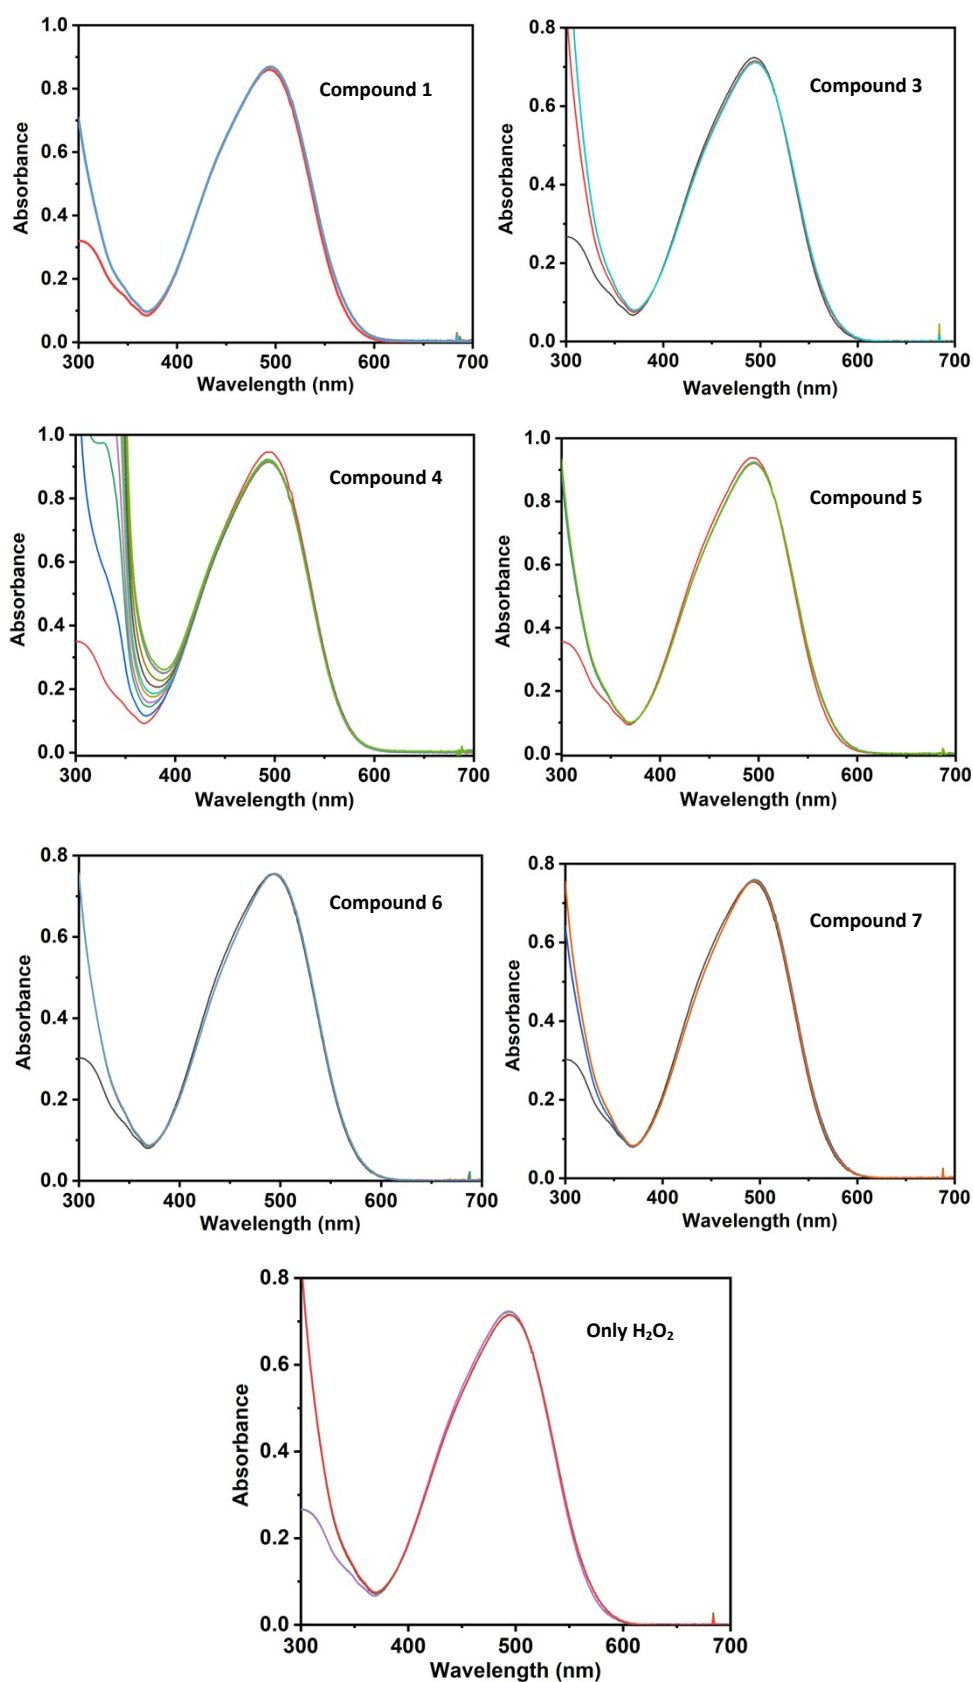 1.0
0.8
0.6
0.4
0.2
0.0
300 400 500 600 700
Absorbance
Wavelength (nm)
Compound 1
0.8
0.6
0.4
0.2
0.0
300 400 500 600 700
Absorbance
Wavelength (nm)
Compound 3
1.0
0.8
0.6
0.4
0.2
0.0
300 400 500 600 700
Absorbance
Wavelength (nm)
Compound 4
1.0
0.8
0.6
0.4
0.2
0.0
300 400 500 600 700
Absorbance
Wavelength (nm)
Compound 5
0.8
0.6
0.4
0.2
0.0
300 400 500 600 700
Absorbance
Wavelength (nm)
Compound 6
0.8
0.6
0.4
0.2
0.0
300 400 500 600 700
Absorbance
Wavelength (nm)
Compound 7
0.8
0.6
0.4
0.2
0.0
300 400 500 600 700
Absorbance
Wavelength (nm)
Only H₂O₂